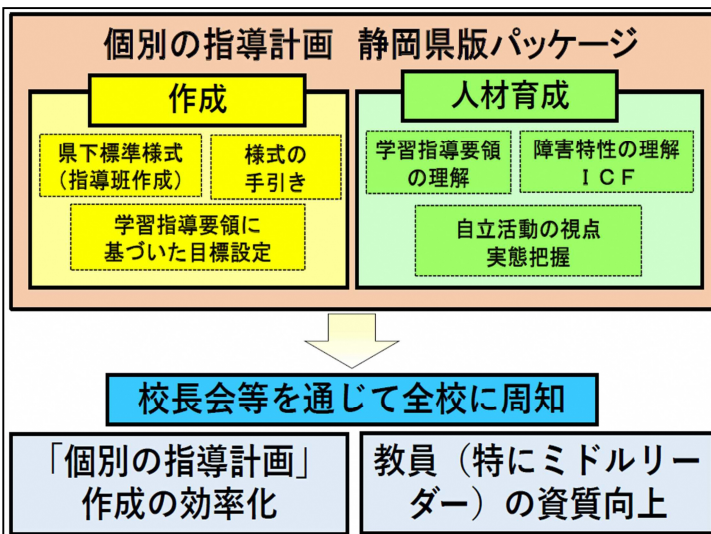 個別の指導計画 静岡県版パッケージ
作成
県下標準様式
（指導班作成）
様式の
手引き
学習指導要領に
基づいた目標設定
人材育成
学習指導要領
の理解
障害特性の理解
ＩＣＦ
自立活動の視点
実態把握
校長会等を通じて全校に周知
「個別の指導計画」
作成の効率化
教員（特にミドルリー
ダー）の資質向上